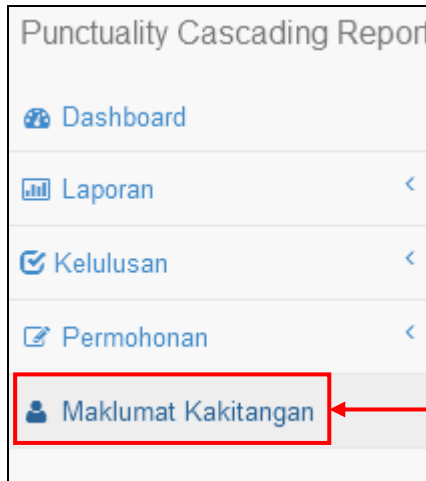 Punctuality Cascading Report
Dashboard
Laporan
Kelulusan
Permohonan
Maklumat Kakitangan